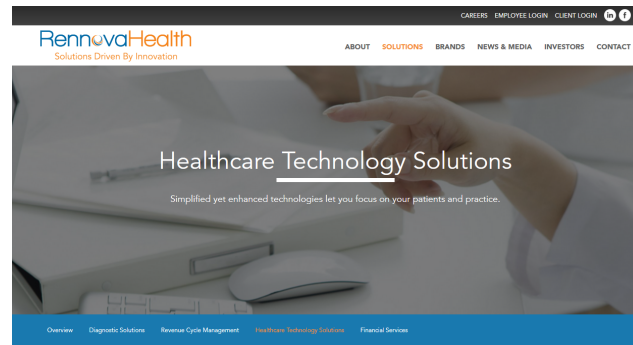 CAREERS EMPLOYEE LOGIN CLIENT LOGIN in f
RennovaHealth
Solutions Driven By Innovation
ABOUT SOLUTIONS BRANDS NEWS & MEDIA INVESTORS CONTACT
Healthcare Technology Solutions
Simplified yet enhanced technologies let you focus on your patients and practice.
Overview Diagnostic Solutions Revenue Cycle Management Healthcare Technology Solutions Financial Services